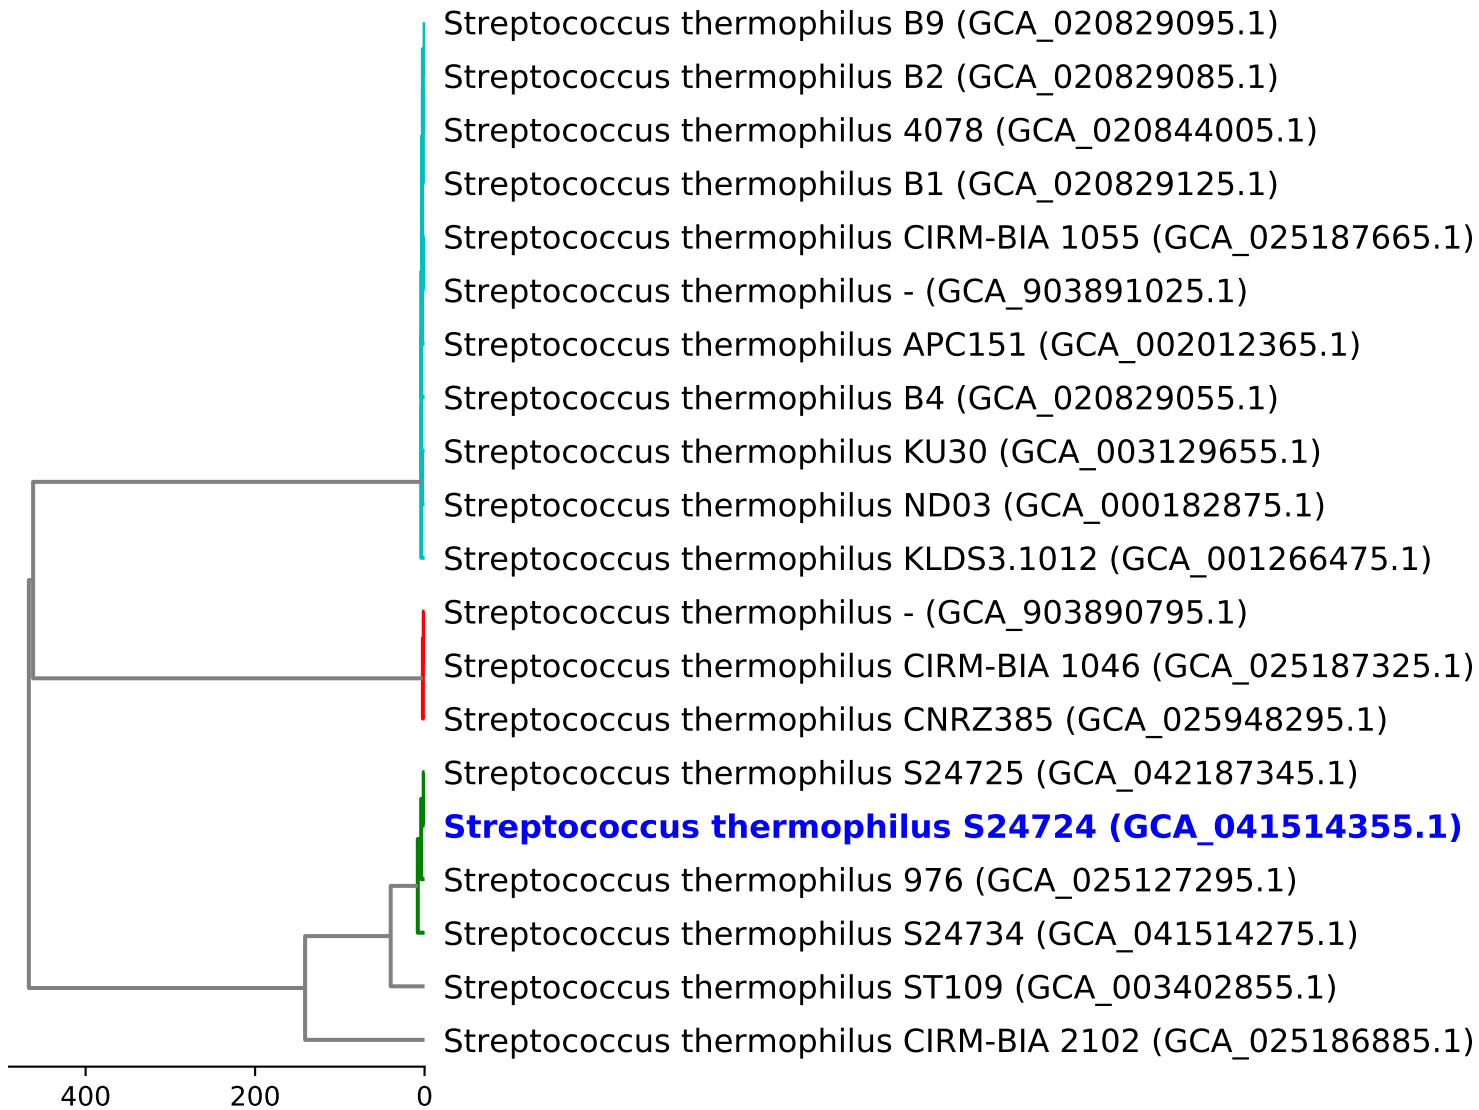 Streptococcus thermophilus B9 (GCA_020829095.1)
Streptococcus thermophilus B2 (GCA_020829085.1)
Streptococcus thermophilus 4078 (GCA_020844005.1)
Streptococcus thermophilus B1 (GCA_020829125.1)
Streptococcus thermophilus CIRM-BIA 1055 (GCA_025187665.1)
Streptococcus thermophilus - (GCA_903891025.1)
Streptococcus thermophilus APC151 (GCA_002012365.1)
Streptococcus thermophilus B4 (GCA_020829055.1)
Streptococcus thermophilus KU30 (GCA_003129655.1)
Streptococcus thermophilus ND03 (GCA_000182875.1)
Streptococcus thermophilus KLDS3.1012 (GCA_001266475.1)
Streptococcus thermophilus - (GCA_903890795.1)
Streptococcus thermophilus CIRM-BIA 1046 (GCA_025187325.1)
Streptococcus thermophilus CNRZ385 (GCA_025948295.1)
Streptococcus thermophilus S24725 (GCA_042187345.1)
Streptococcus thermophilus S24724 (GCA_041514355.1)
Streptococcus thermophilus 976 (GCA_025127295.1)
Streptococcus thermophilus S24734 (GCA_041514275.1)
Streptococcus thermophilus ST109 (GCA_003402855.1)
Streptococcus thermophilus CIRM-BIA 2102 (GCA_025186885.1)
400 200 0